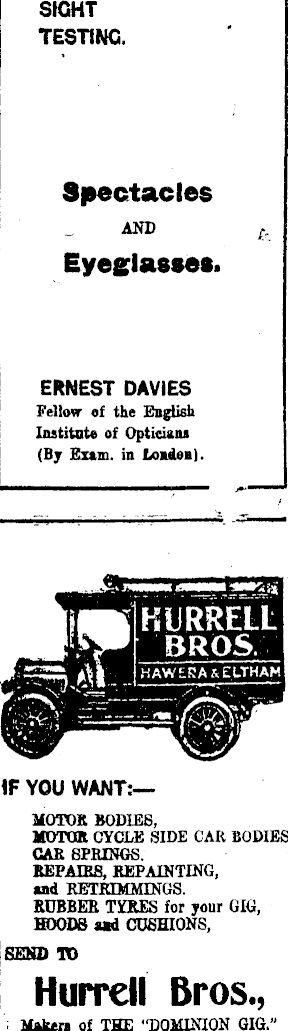 SIGHT
TESTING.
Spectacles
AND
Eyeglasses.
ERNEST DAVIES
Fellow of the English
Institute of Opticians
(By Exam. in London).
HURRELL
BROS.
HAWERA & ELTHAM
IF YOU WANT:—
MOTOR BODIES,
MOTOR CYCLE SIDE CAR BODIES
CAR SPRINGS.
REPAIRS, REPAINTING,
and RETRIMMINGS.
RUBBER TYRES for your GIG,
HOODS and CUSHIONS,
SEND TO
Hurrell Bros.,
Makers of THE "DOMINION GIG."